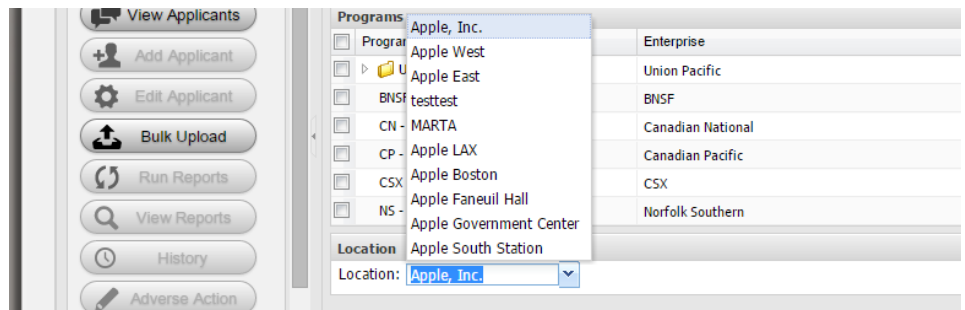 View Applicants
Add Applicant
Edit Applicant
Bulk Upload
Run Reports
View Reports
History
Adverse Action
Programs
Enterprise
Union Pacific
BNSF BNSF
CN - Canadian National
CP - Canadian Pacific
CSX CSX
NS - Norfolk Southern
Apple, Inc.
Apple West
Apple East
testtest
MARTA
Apple LAX
Apple Boston
Apple Faneuil Hall
Apple Government Center
Apple South Station
Location
Location: Apple, Inc.